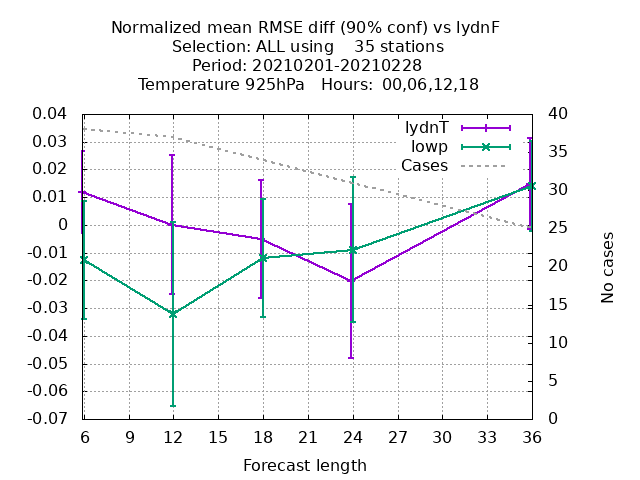 Normalized mean RMSE diff (90% conf) vs lydnF
Selection: ALL using    35 stations
Period: 20210201-20210228
Temperature 925hPa   Hours:  00,06,12,18
lydnT
lowp
Cases
0.04
0.03
0.02
0.01
0
-0.01
-0.02
-0.03
-0.04
-0.05
-0.06
-0.07
40
35
30
25
20
15
10
5
0
No cases
6 9 12 15 18 21 24 27 30 33 36
Forecast length